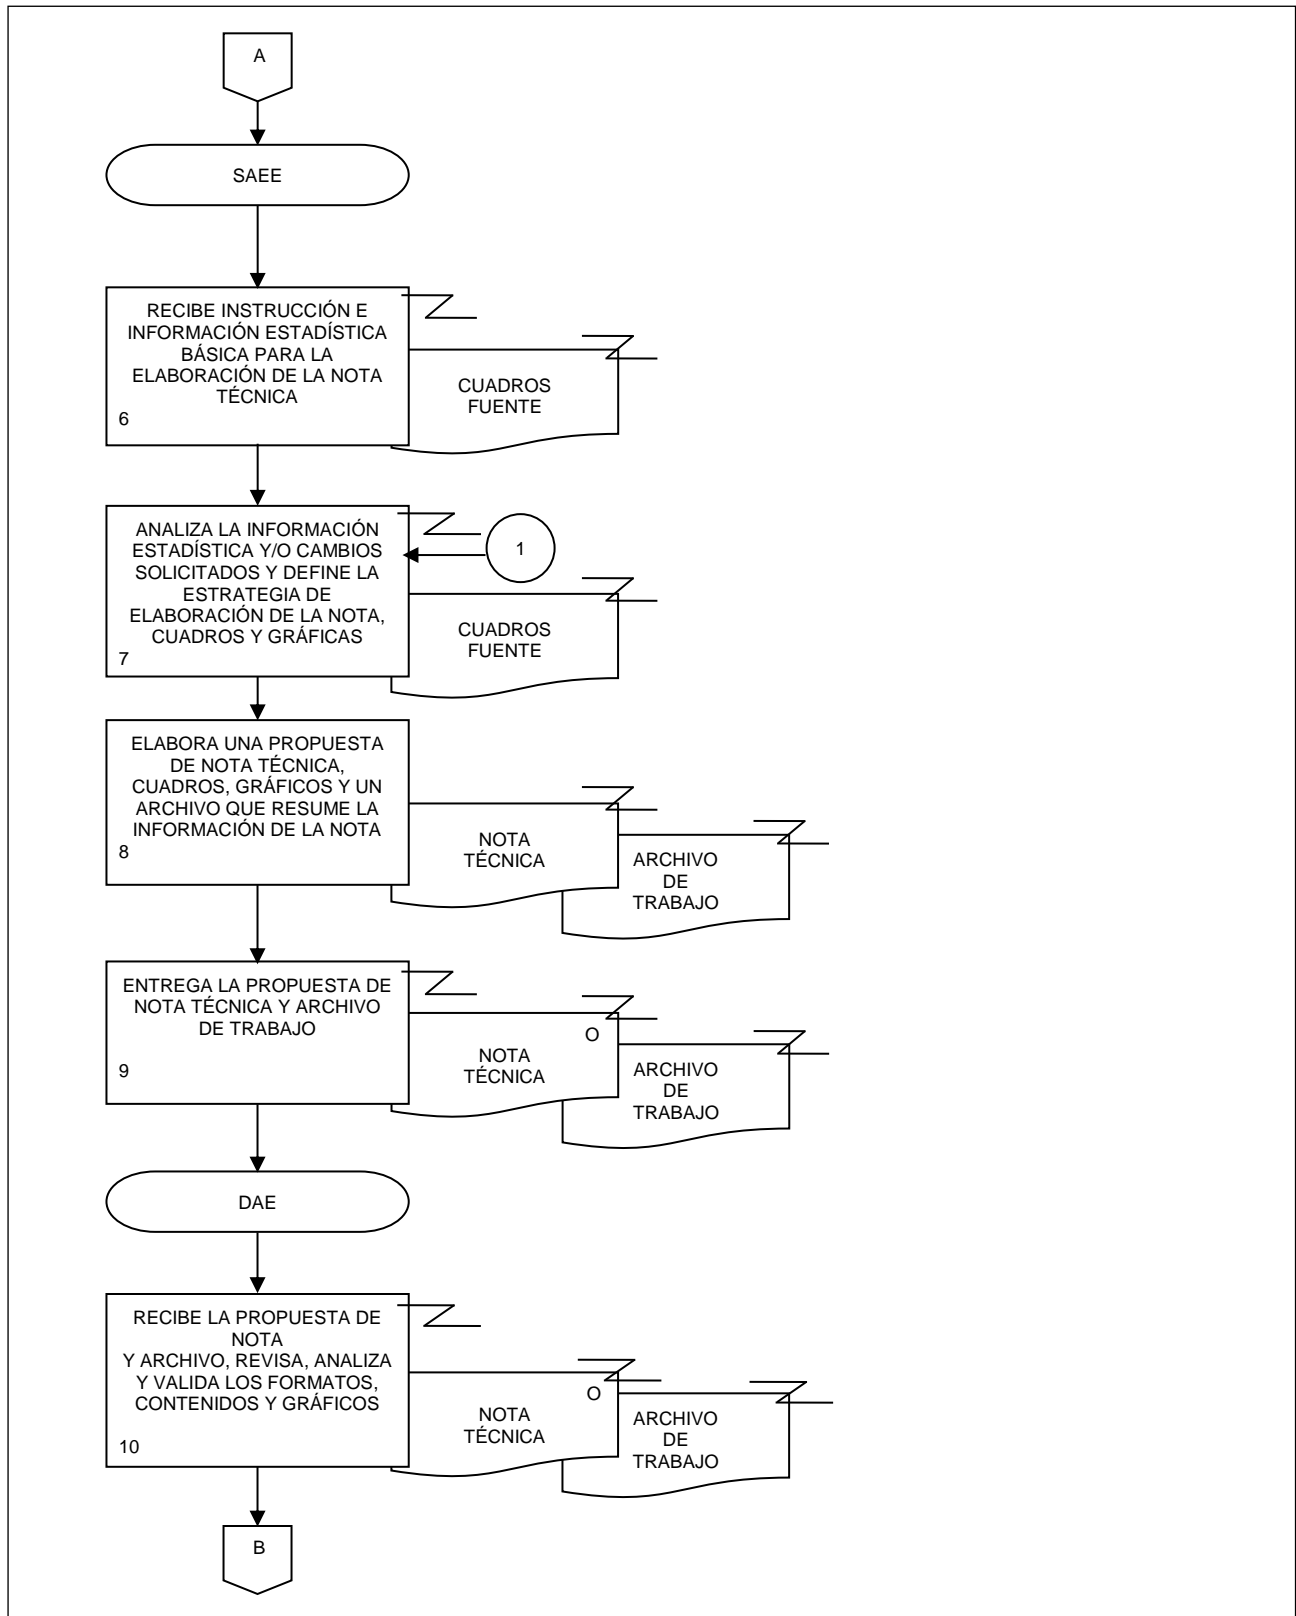 A
SAEE
RECIBE INSTRUCCIÓN E
INFORMACIÓN ESTADÍSTICA
BÁSICA PARA LA
ELABORACIÓN DE LA NOTA
TÉCNICA
6
CUADROS
FUENTE
ANALIZA LA INFORMACIÓN
ESTADÍSTICA Y/O CAMBIOS
SOLICITADOS Y DEFINE LA
ESTRATEGIA DE
ELABORACIÓN DE LA NOTA,
CUADROS Y GRÁFICAS
7
1
CUADROS
FUENTE
ELABORA UNA PROPUESTA
DE NOTA TÉCNICA,
CUADROS, GRÁFICOS Y UN
ARCHIVO QUE RESUME LA
INFORMACIÓN DE LA NOTA
8
NOTA
TÉCNICA
ARCHIVO
DE
TRABAJO
ENTREGA LA PROPUESTA DE
NOTA TÉCNICA Y ARCHIVO
DE TRABAJO
9
O
NOTA
TÉCNICA
ARCHIVO
DE
TRABAJO
DAE
RECIBE LA PROPUESTA DE
NOTA
Y ARCHIVO, REVISA, ANALIZA
Y VALIDA LOS FORMATOS,
CONTENIDOS Y GRÁFICOS
10
O
NOTA
TÉCNICA
ARCHIVO
DE
TRABAJO
B